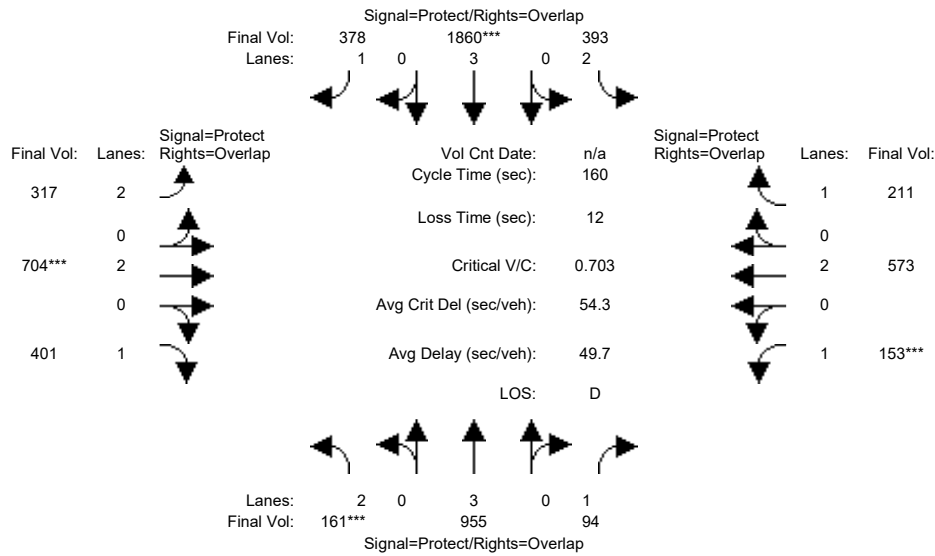 Signal=Protect/Rights=Overlap
Final Vol: 378 1860*** 393
Lanes: 1 0 3 0 2
Signal=Protect
Final Vol: Lanes: Rights=Overlap
Vol Cnt Date: n/a
Signal=Protect
Rights=Overlap Lanes: Final Vol:
Cycle Time (sec): 160
317 2
1 211
Loss Time (sec): 12
0
0
704*** 2
Critical V/C: 0.703
2 573
0
Avg Crit Del (sec/veh): 54.3
0
401 1
Avg Delay (sec/veh): 49.7
1 153***
LOS: D
Lanes: 2 0 3 0 1
Final Vol: 161*** 955 94
Signal=Protect/Rights=Overlap